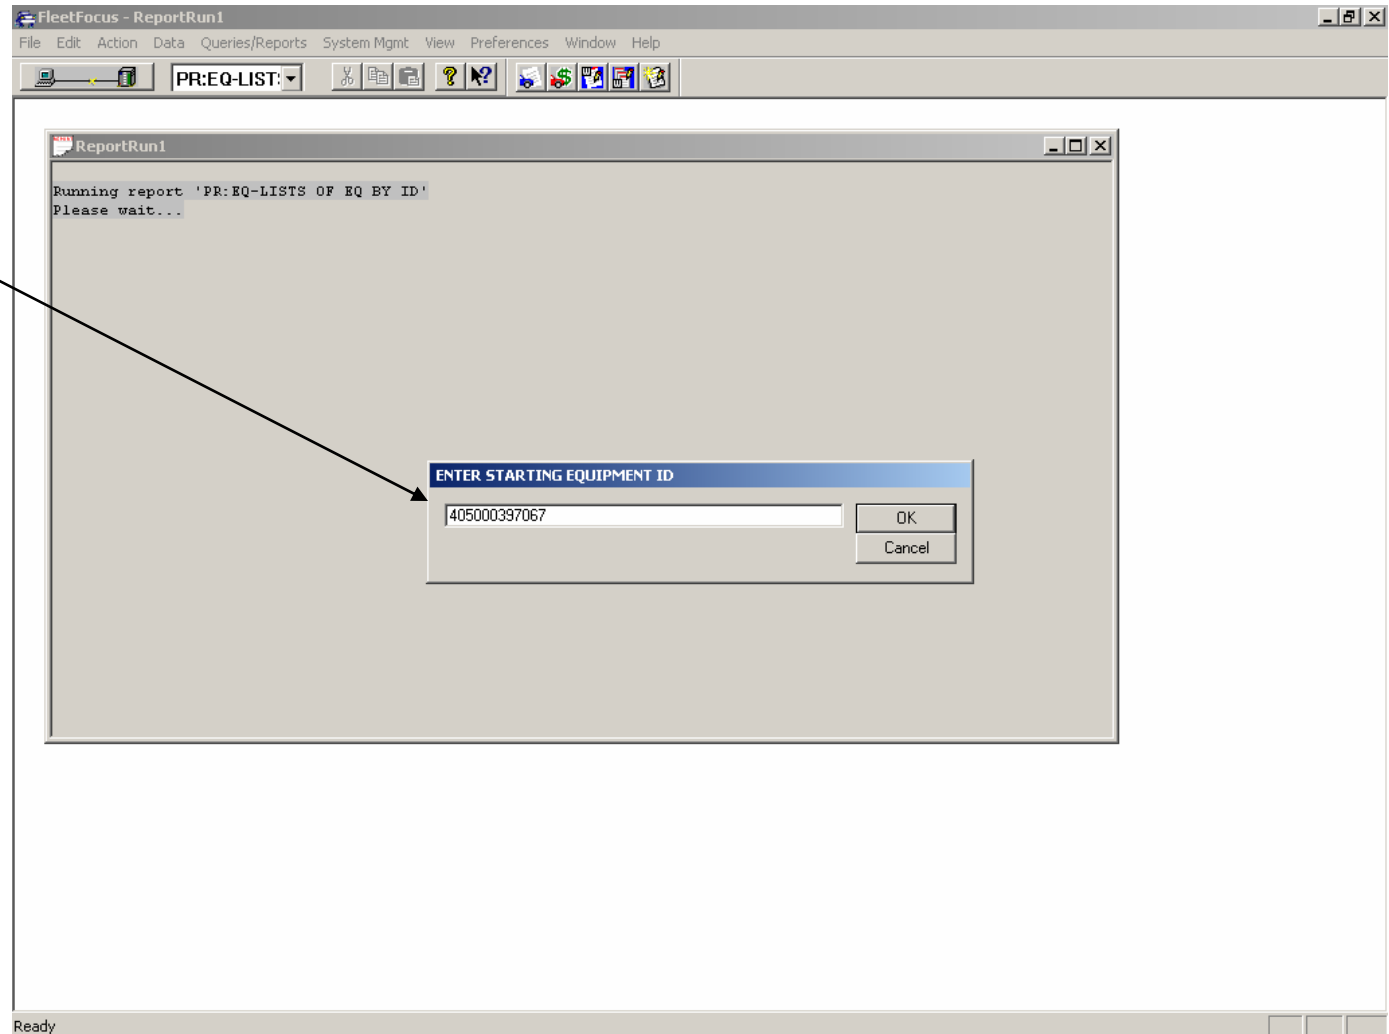 FleetFocus - ReportRun1
File Edit Action Data Queries/Reports System Mgmt View Preferences Window Help
PR:EQ-LIST:
ReportRun1
Running report 'PR:EQ-LISTS OF EQ BY ID'
Please wait...
ENTER STARTING EQUIPMENT ID
405000397067
OK
Cancel
Ready